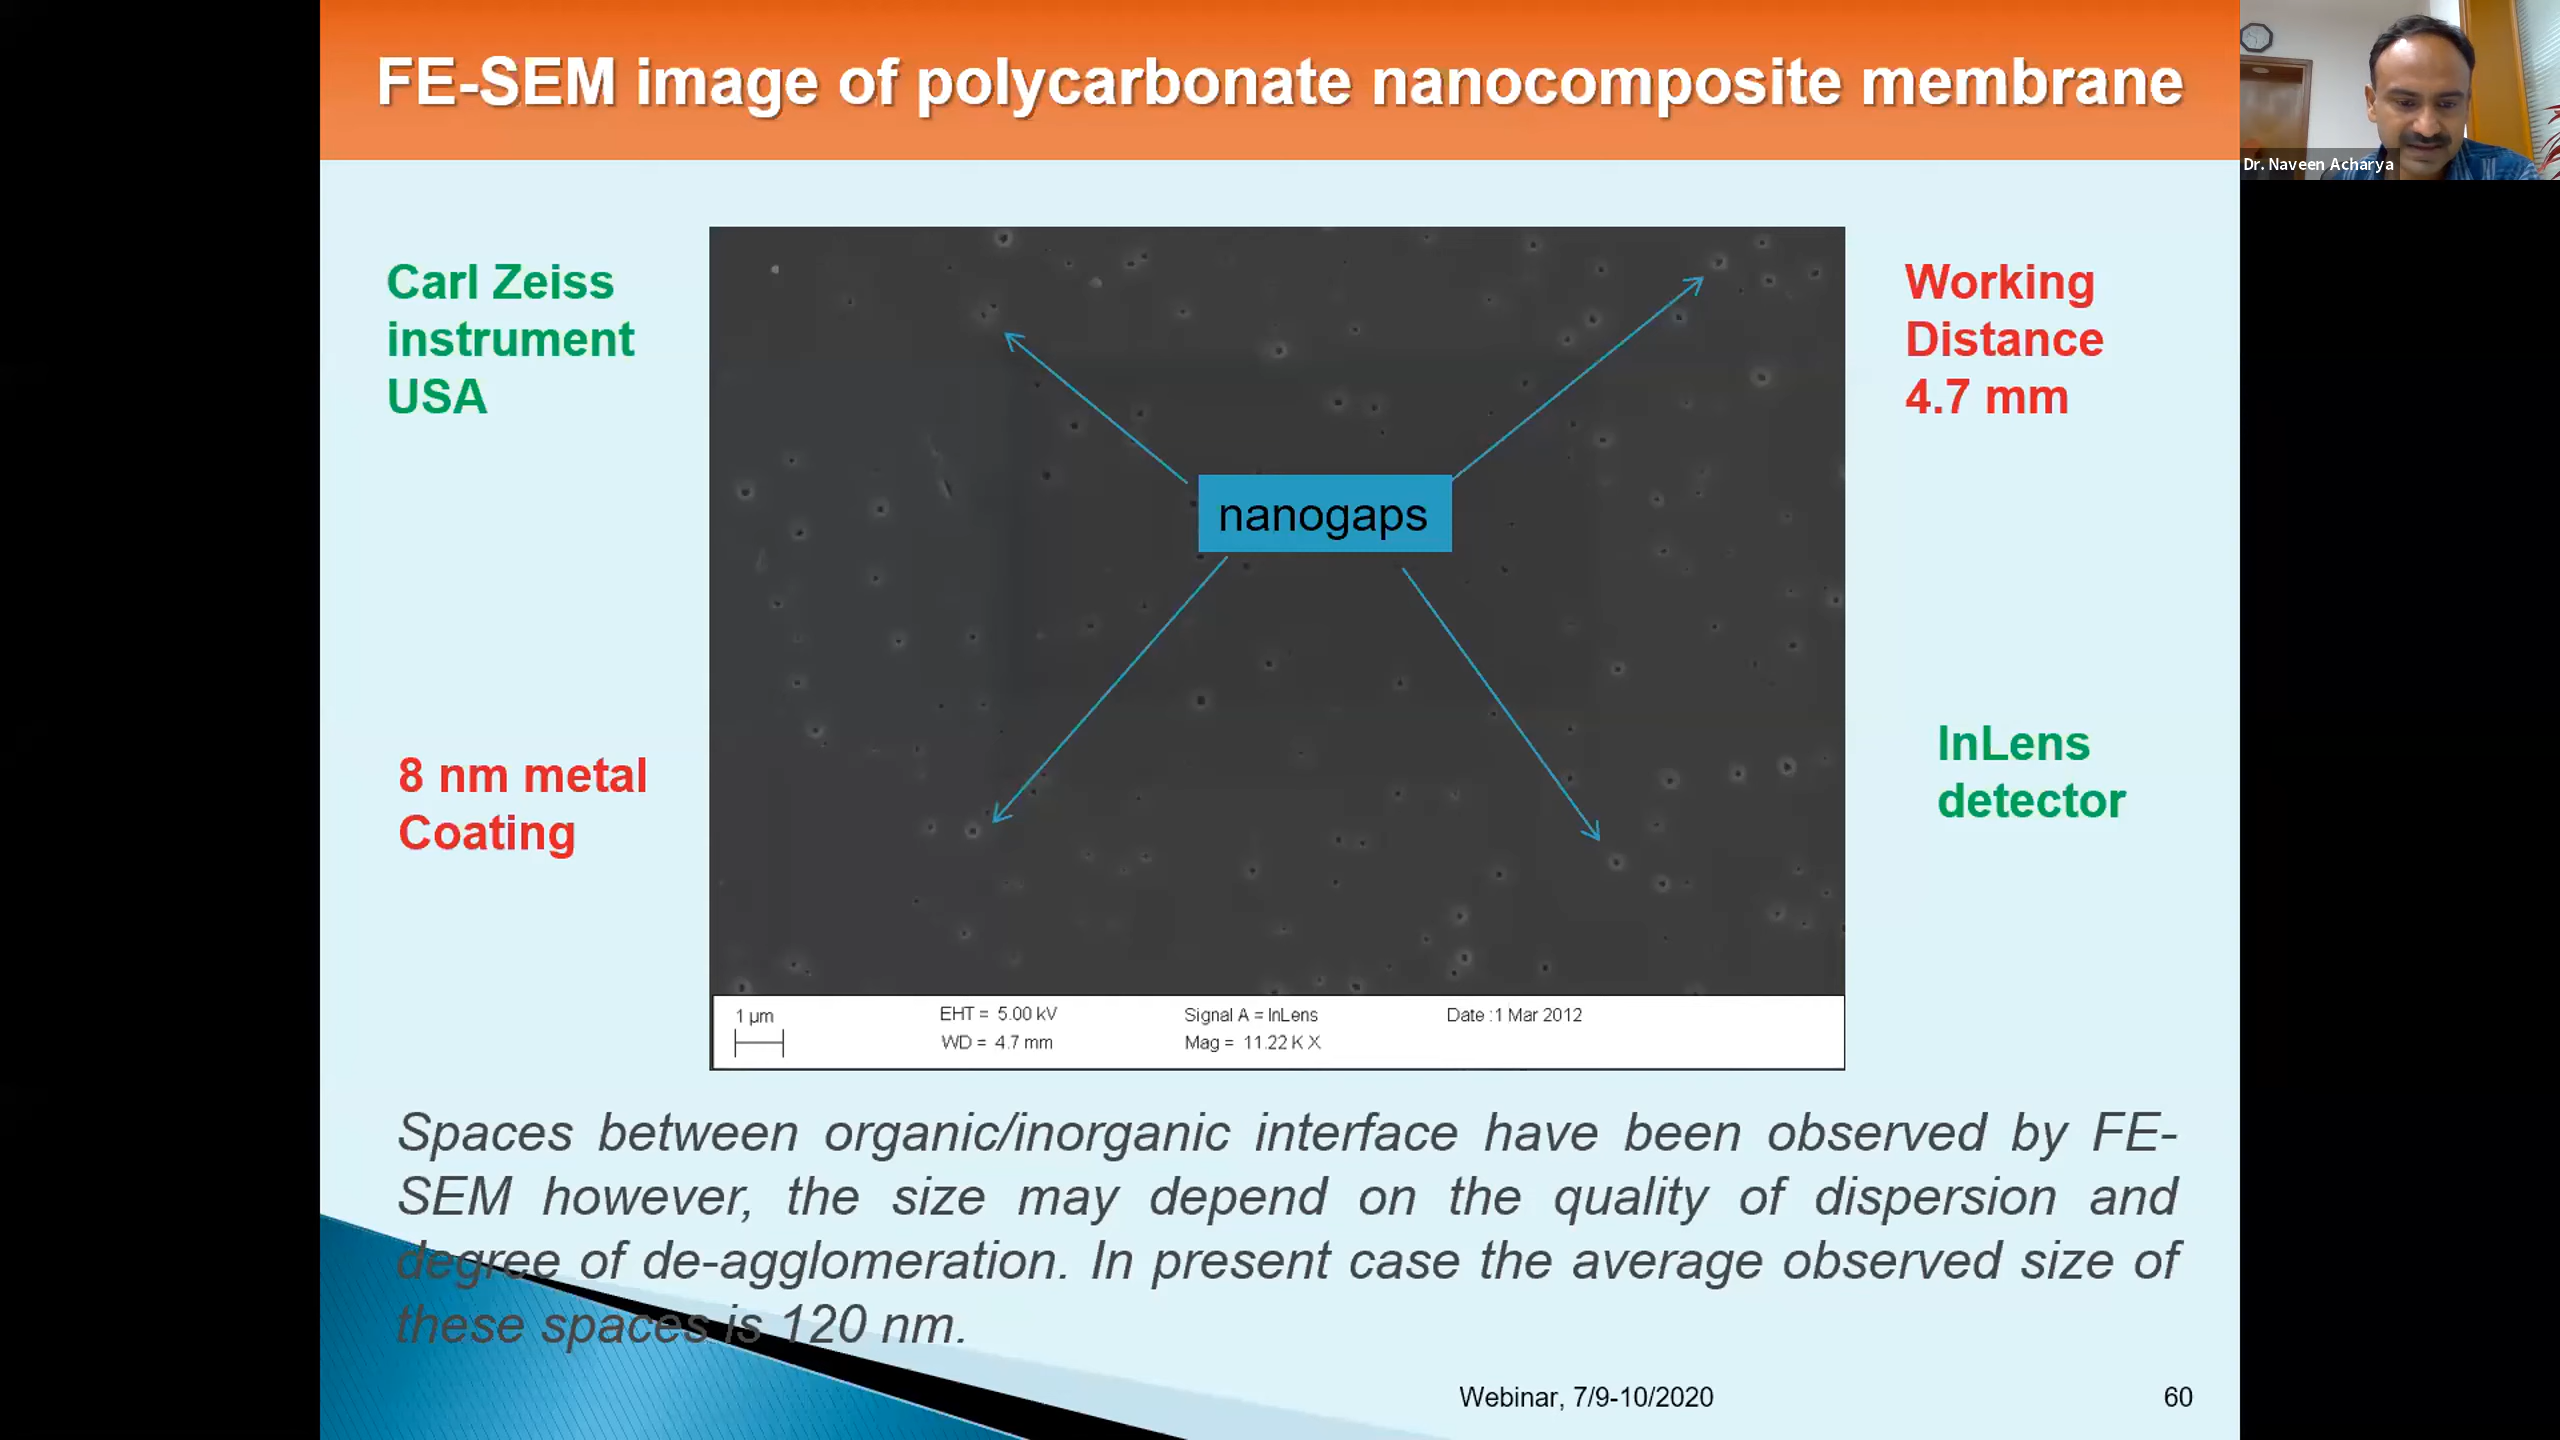 FE-SEM image of polycarbonate nanocomposite membrane
Dr. Naveen Acharya
Carl Zeiss
instrument
USA
Working
Distance
4.7 mm
nanogaps
8 nm metal
Coating
InLens
detector
1 µm
EHT = 5.00 kV
Signal A = InLens
Date :1 Mar 2012
WD = 4.7 mm
Mag = 11.22 K X
Spaces between organic/inorganic interface have been observed by FE-
SEM however, the size may depend on the quality of dispersion and
degree of de-agglomeration. In present case the average observed size of
these spaces is 120 nm.
Webinar, 7/9-10/2020
60